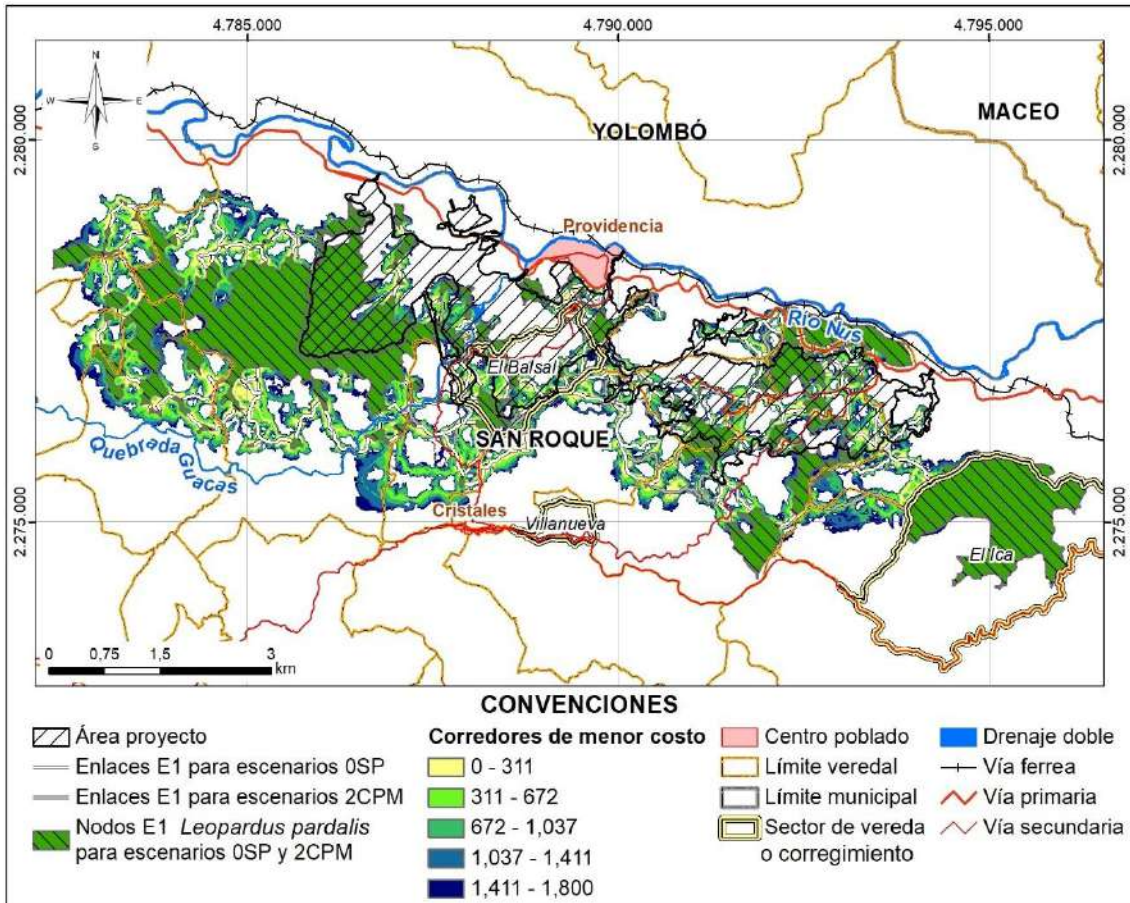 4.785.000
4.790.000
4.795.000
N
W
E
S
YOLOMBÓ
MACEO
2.280.000
2.280.000
Providencia
Río Nus
El Balsal
SAN ROQUE
Quebrada Guacas
Cristales
Villanueva
2.275.000
2.275.000
El Ica
0 0,75 1,5 3
km
CONVENCIONES
Área proyecto
Enlaces E1 para escenarios 0SP
Enlaces E1 para escenarios 2CPM
Nodos E1 Leopardus pardalis
para escenarios 0SP y 2CPM
Corredores de menor costo
0 - 311
311 - 672
672 - 1,037
1,037 - 1,411
1,411 - 1,800
Centro poblado
Límite veredal
Límite municipal
Sector de vereda
o corregimiento
Drenaje doble
Vía ferrea
Vía primaria
Vía secundaria